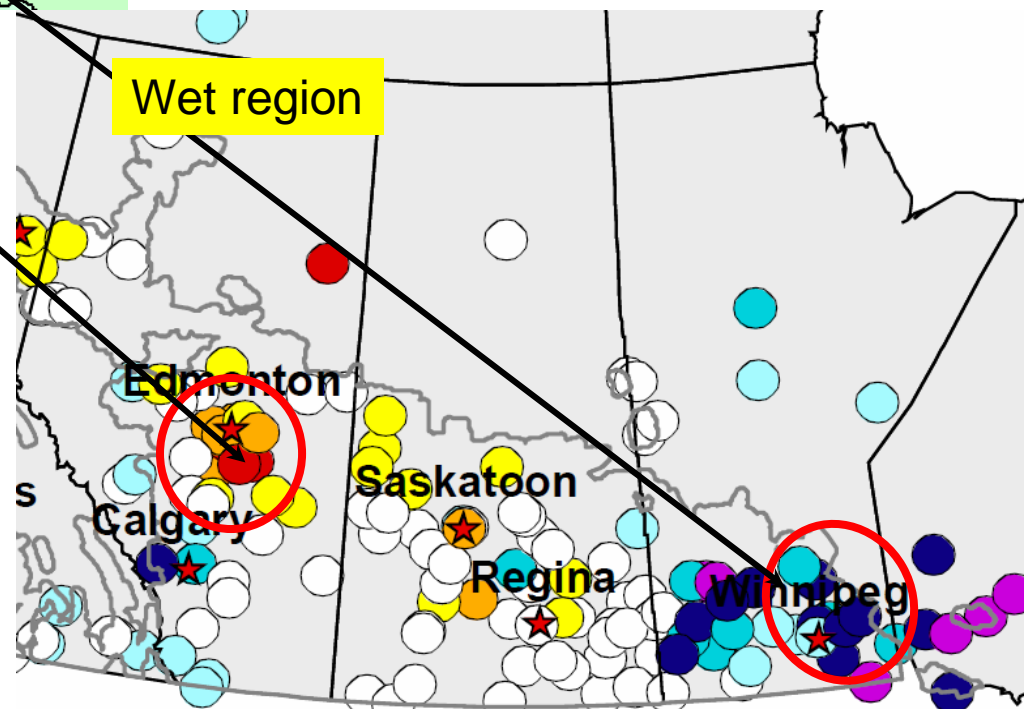 Wet region
Edmonton
Saskatoon
s
Calgary
Regina
Winnipeg